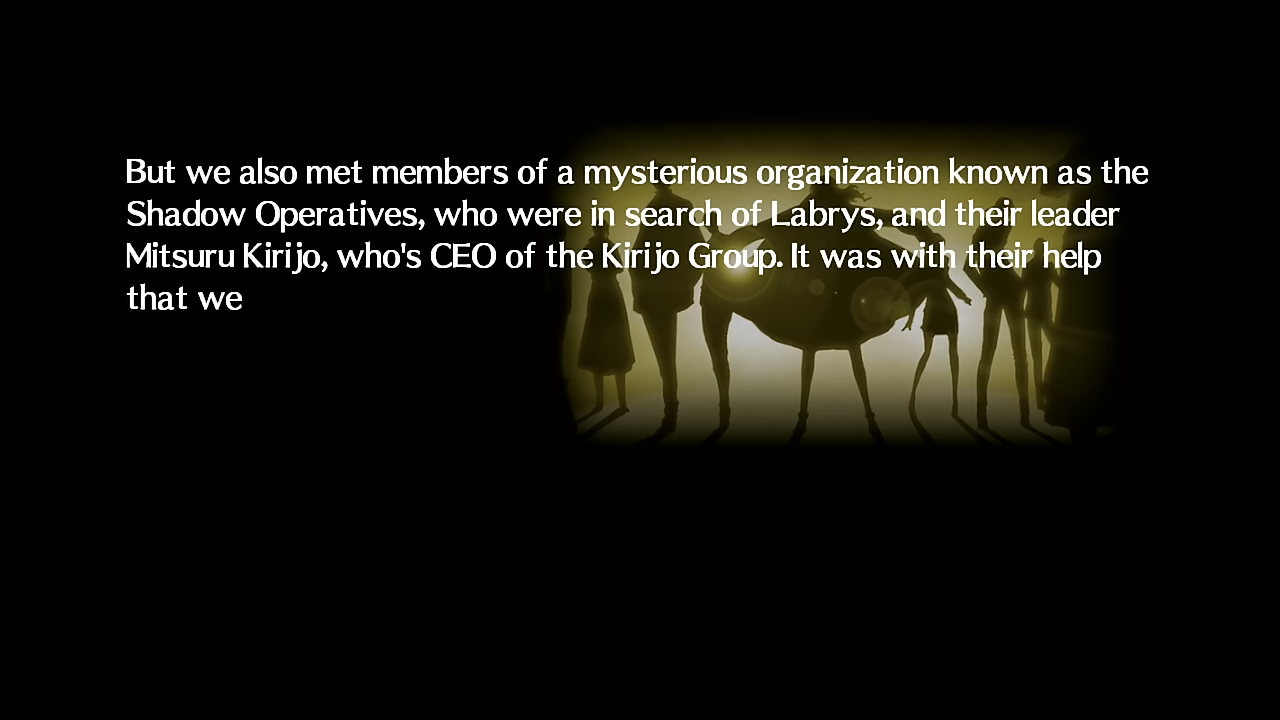 But we also met members of a mysterious organization known as the
Shadow Operatives, who were in search of Labrys, and their leader
Mitsuru Kirijo, who's CEO of the Kirijo Group. It was with their help
that we